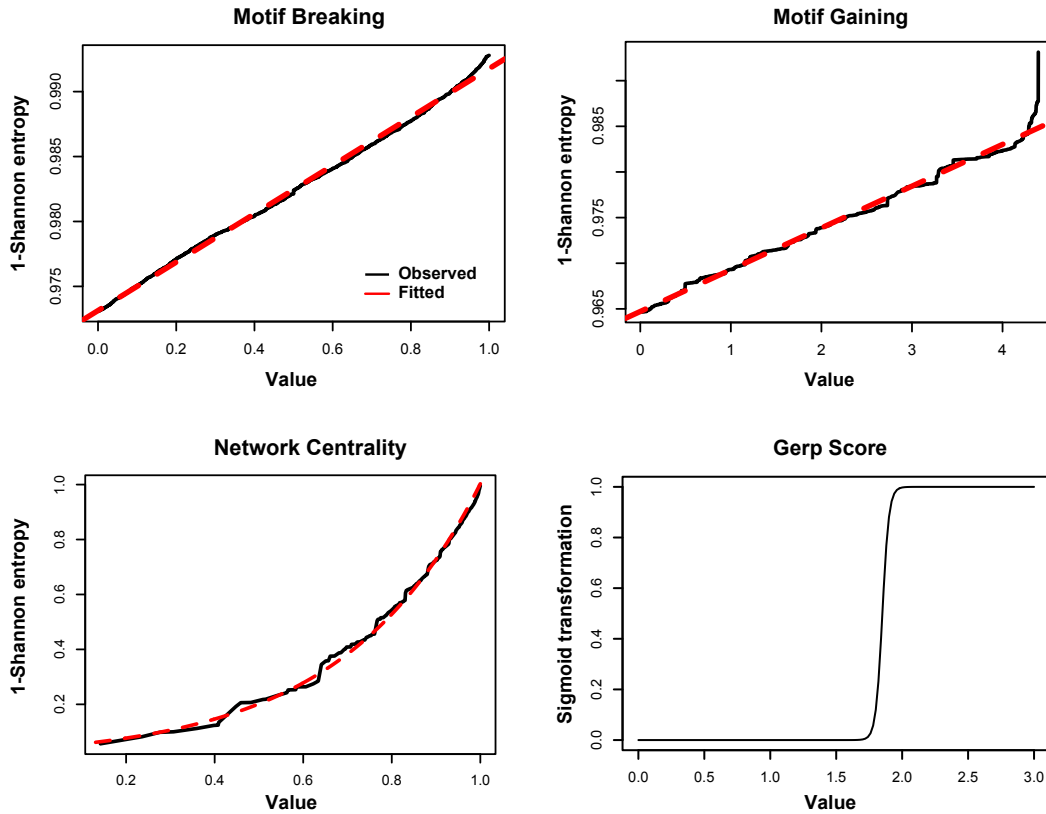 Motif Breaking
1-Shannon entropy
0.990
0.985
0.980
0.975
Observed
Fitted
0.0 0.2 0.4 0.6 0.8 1.0
Value
Motif Gaining
1-Shannon entropy
0.985
0.975
0.965
0 1 2 3 4
Value
Network Centrality
1-Shannon entropy
1.0
0.8
0.6
0.4
0.2
0.2 0.4 0.6 0.8 1.0
Value
Gerp Score
Sigmoid transformation
1.0
0.8
0.6
0.4
0.2
0.0
0.0 0.5 1.0 1.5 2.0 2.5 3.0
Value